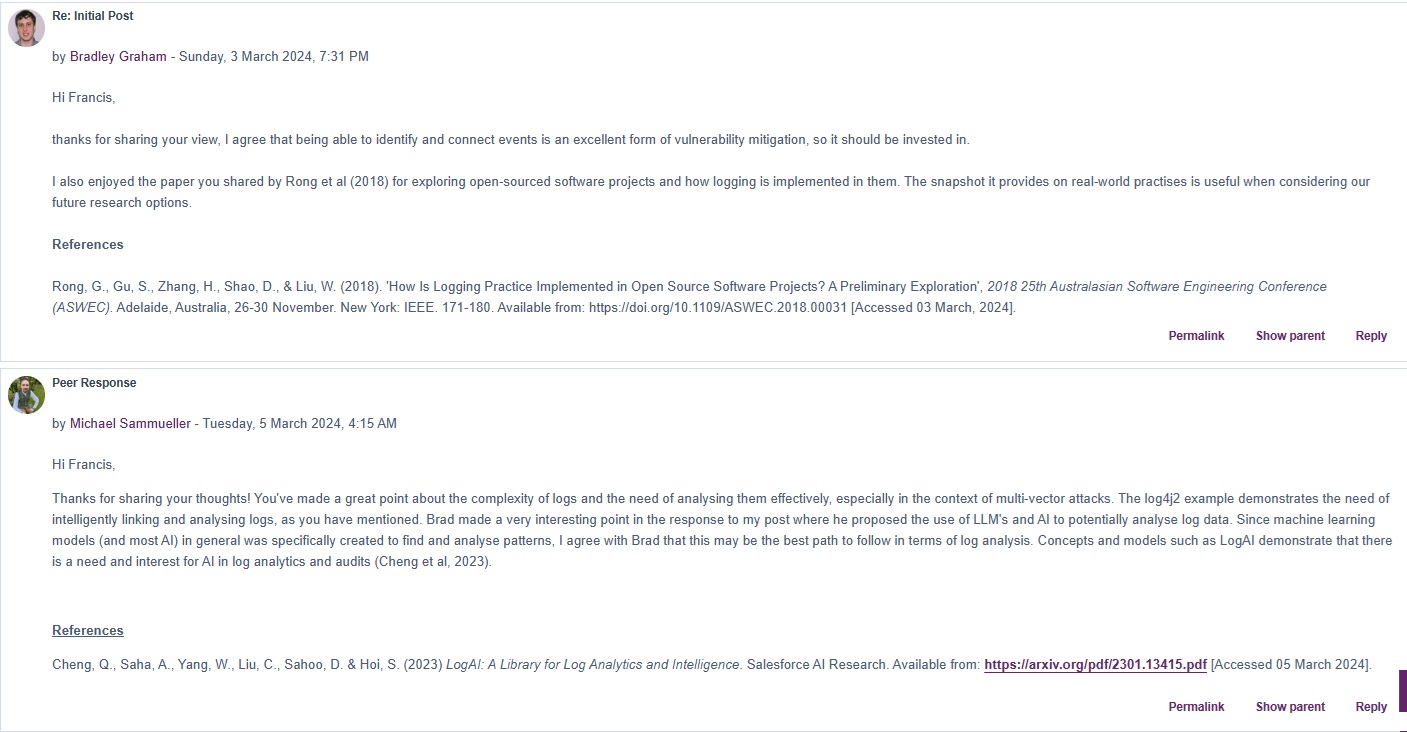 Re: Initial Post
by Bradley Graham - Sunday, 3 March 2024, 7:31 PM
Hi Francis,
thanks for sharing your view, I agree that being able to identify and connect events is an excellent form of vulnerability mitigation, so it should be invested in.
I also enjoyed the paper you shared by Rong et al (2018) for exploring open-sourced software projects and how logging is implemented in them. The snapshot it provides on real-world practises is useful when considering our
future research options.
References
Rong, G., Gu, S., Zhang, H., Shao, D., & Liu, W. (2018). 'How Is Logging Practice Implemented in Open Source Software Projects? A Preliminary Exploration', 2018 25th Australasian Software Engineering Conference
(ASWEC). Adelaide, Australia, 26-30 November. New York: IEEE. 171-180. Available from: https://doi.org/10.1109/ASWEC.2018.00031 [Accessed 03 March, 2024].
Permalink Show parent Reply
Peer Response
by Michael Sammueller - Tuesday, 5 March 2024, 4:15 AM
Hi Francis,
Thanks for sharing your thoughts! You've made a great point about the complexity of logs and the need of analysing them effectively, especially in the context of multi-vector attacks. The log4j2 example demonstrates the need of
intelligently linking and analysing logs, as you have mentioned. Brad made a very interesting point in the response to my post where he proposed the use of LLM's and AI to potentially analyse log data. Since machine learning
models (and most AI) in general was specifically created to find and analyse patterns, I agree with Brad that this may be the best path to follow in terms of log analysis. Concepts and models such as LogAI demonstrate that there
is a need and interest for AI in log analytics and audits (Cheng et al, 2023).
References
Cheng, Q., Saha, A., Yang, W., Liu, C., Sahoo, D. & Hoi, S. (2023) LogAI: A Library for Log Analytics and Intelligence. Salesforce AI Research. Available from: https://arxiv.org/pdf/2301.13415.pdf [Accessed 05 March 2024].
Permalink Show parent Reply